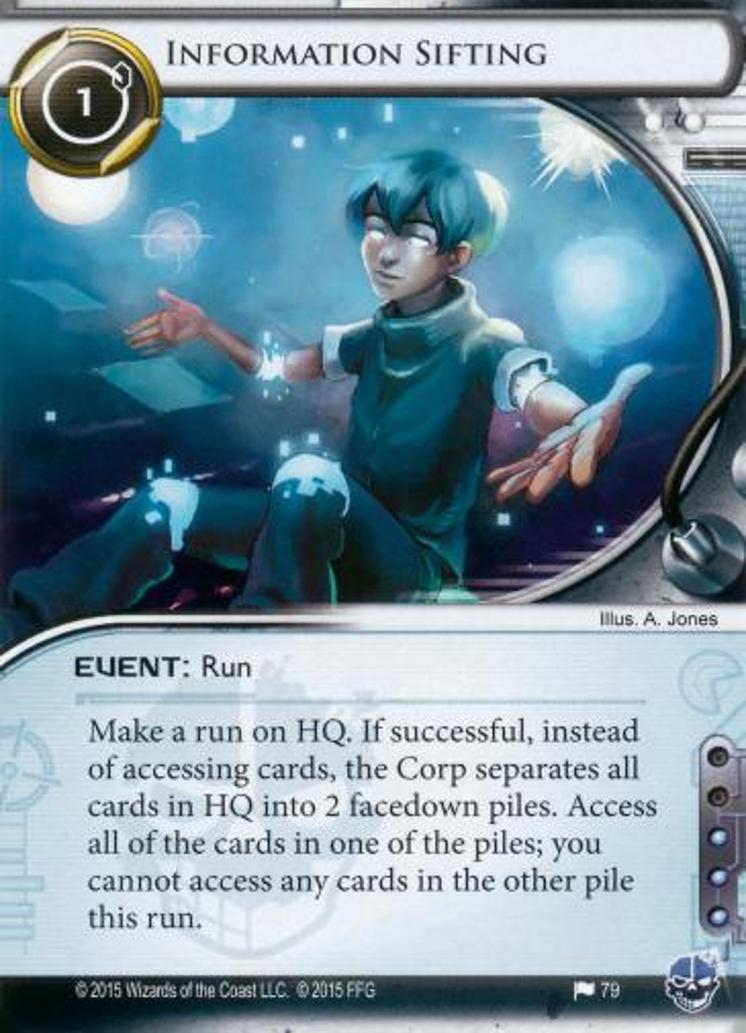 Information Sifting
1
Illus. A. Jones
EVENT: Run
Make a run on HQ. If successful, instead
of accessing cards, the Corp separates all
cards in HQ into 2 facedown piles. Access
all of the cards in one of the piles; you
cannot access any cards in the other pile
this run.
© 2015 Wizards of the Coast LLC. © 2015 FFG
79